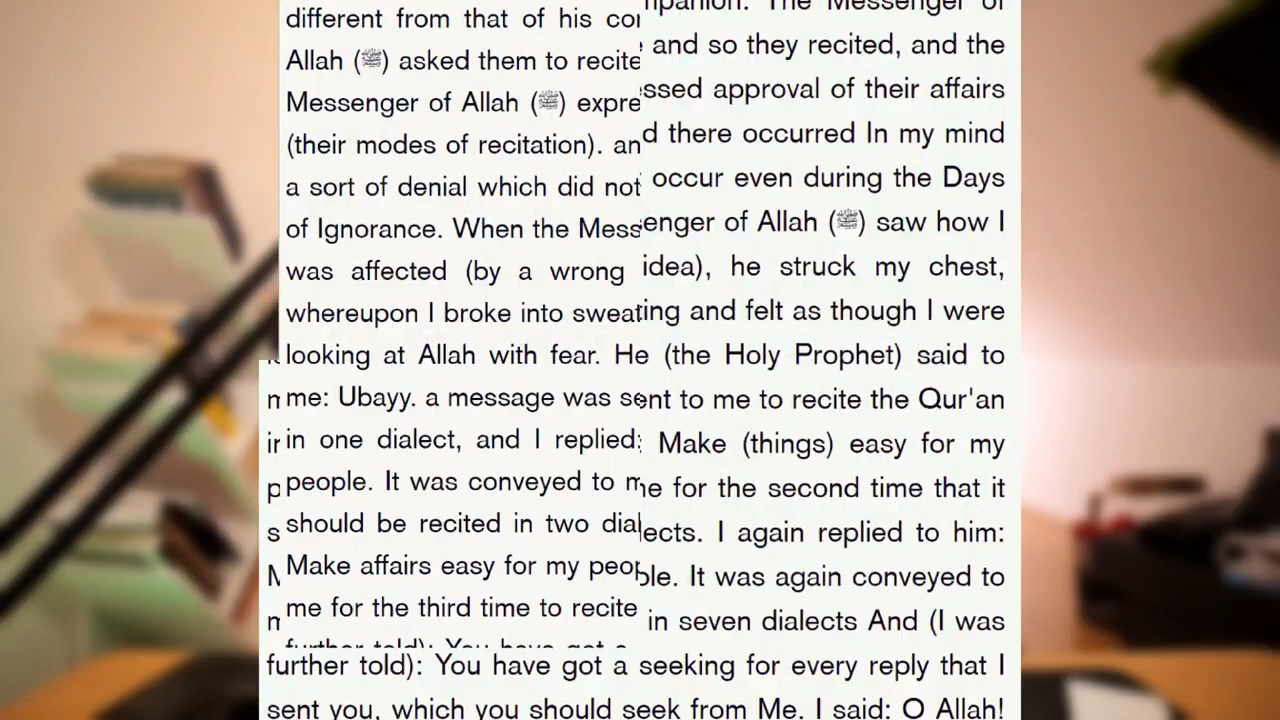 different from that of his companion. The Messenger of
Allah (ﷺ) asked them to recite and so they recited, and the
Messenger of Allah (ﷺ) expressed approval of their affairs
(their modes of recitation). and there occurred In my mind
a sort of denial which did not occur even during the Days
of Ignorance. When the Messenger of Allah (ﷺ) saw how I
was affected (by a wrong idea), he struck my chest,
whereupon I broke into sweating and felt as though I were
looking at Allah with fear. He (the Holy Prophet) said to
me: Ubayy. a message was sent to me to recite the Qur'an
in one dialect, and I replied: Make (things) easy for my
people. It was conveyed to me for the second time that it
should be recited in two dialects. I again replied to him:
Make affairs easy for my people. It was again conveyed to
me for the third time to recite in seven dialects And (I was
further told): You have got a seeking for every reply that I
sent you, which you should seek from Me. I said: O Allah!